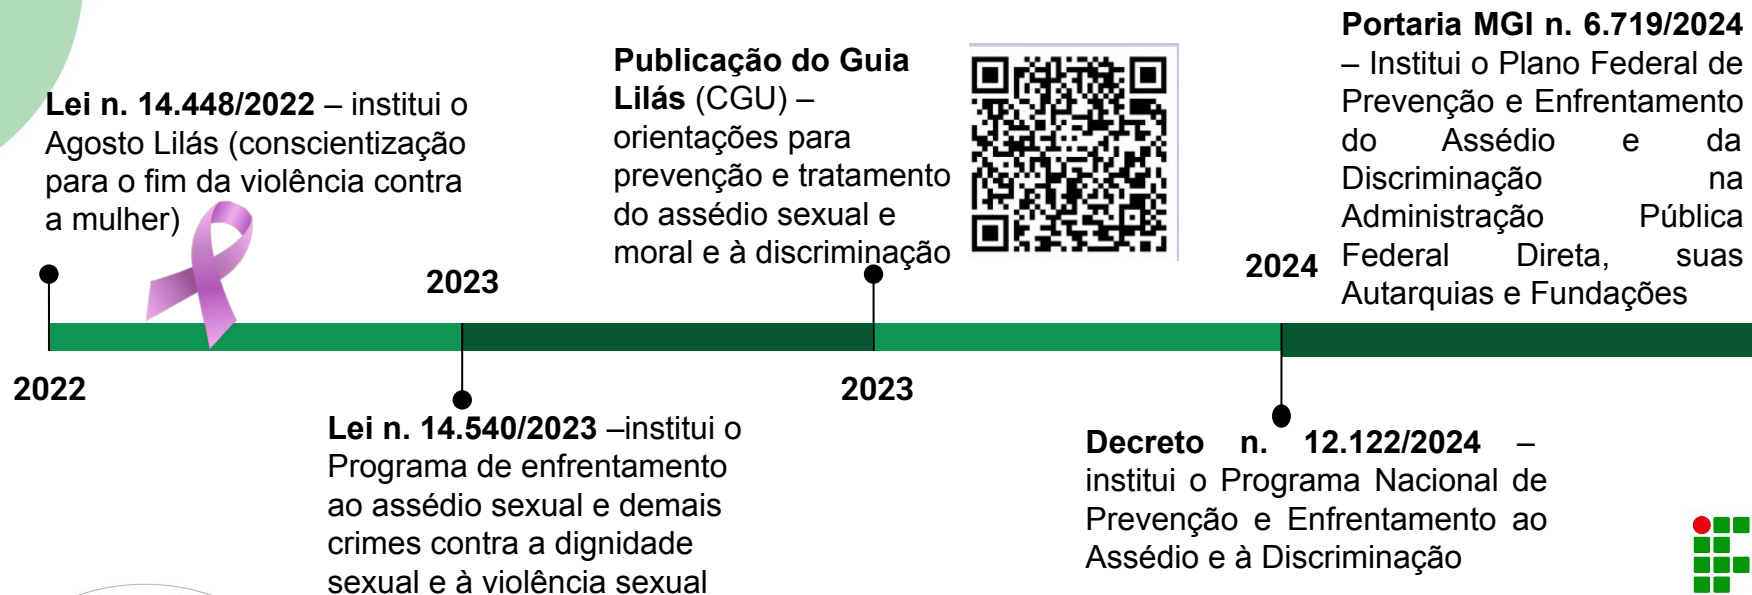 Lei n. 14.448/2022 – institui o
Agosto Lilás (conscientização
para o fim da violência contra
a mulher)
2022
2023
Lei n. 14.540/2023 –institui o
Programa de enfrentamento
ao assédio sexual e demais
crimes contra a dignidade
sexual e à violência sexual
Publicação do Guia
Lilás (CGU) –
orientações para
prevenção e tratamento
do assédio sexual e
moral e à discriminação
2023
2024
Decreto n. 12.122/2024 –
institui o Programa Nacional de
Prevenção e Enfrentamento ao
Assédio e à Discriminação
Portaria MGI n. 6.719/2024
– Institui o Plano Federal de
Prevenção e Enfrentamento
do Assédio e da
Discriminação na
Administração Pública
Federal Direta, suas
Autarquias e Fundações